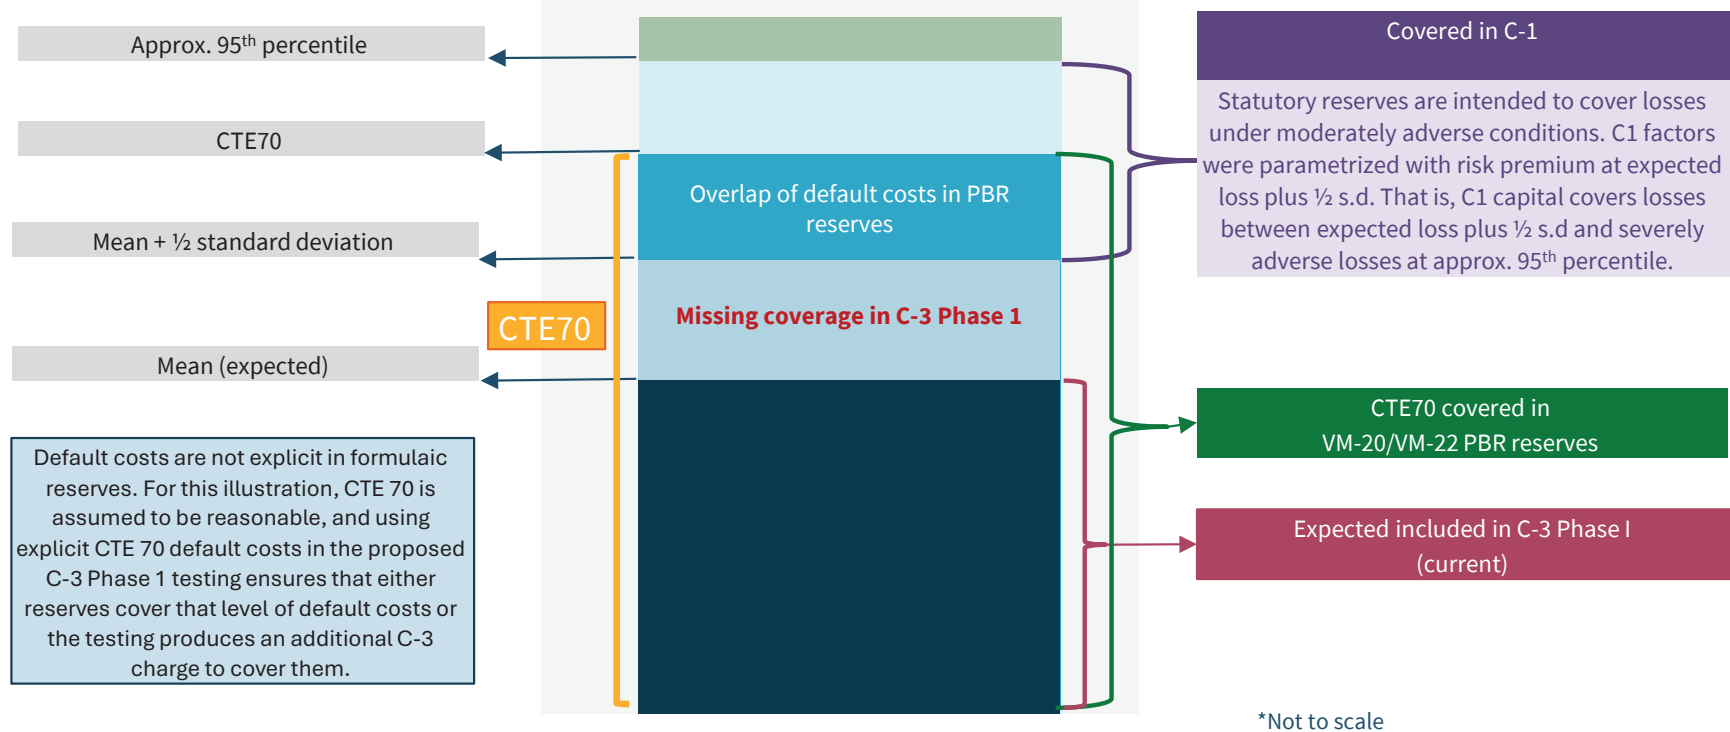 Approx. 95th percentile
CTE70
Mean + ½ standard deviation
CTE70
Mean (expected)
Default costs are not explicit in formulaic
reserves. For this illustration, CTE 70 is
assumed to be reasonable, and using
explicit CTE 70 default costs in the proposed
C-3 Phase 1 testing ensures that either
reserves cover that level of default costs or
the testing produces an additional C-3
charge to cover them.
Overlap of default costs in PBR
reserves
Missing coverage in C-3 Phase 1
Covered in C-1
Statutory reserves are intended to cover losses
under moderately adverse conditions. C1 factors
were parametrized with risk premium at expected
loss plus ½ s.d. That is, C1 capital covers losses
between expected loss plus ½ s.d and severely
adverse losses at approx. 95th percentile.
CTE70 covered in
VM-20/VM-22 PBR reserves
Expected included in C-3 Phase I
(current)
*Not to scale